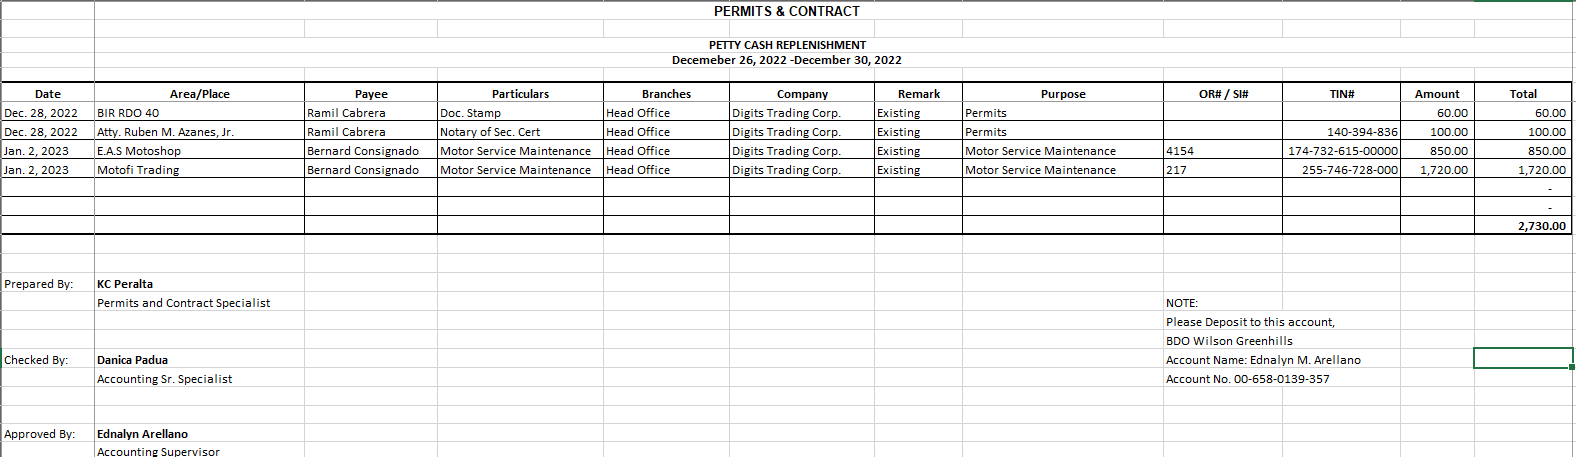 PERMITS & CONTRACT
PETTY CASH REPLENISHMENT
Decemeber 26, 2022 -December 30, 2022
Date Area/Place Payee Particulars Branches Company Remark Purpose OR# / SI# TIN# Amount Total
Dec. 28, 2022 BIR RDO 40 Ramil Cabrera Doc. Stamp Head Office Digits Trading Corp. Existing Permits 60.00 60.00
Dec. 28, 2022 Atty. Ruben M. Azanes, Jr. Ramil Cabrera Notary of Sec. Cert Head Office Digits Trading Corp. Existing Permits 140-394-836 100.00 100.00
Jan. 2, 2023 E.A.S Motoshop Bernard Consignado Motor Service Maintenance Head Office Digits Trading Corp. Existing Motor Service Maintenance 4154 174-732-615-00000 850.00 850.00
Jan. 2, 2023 Motofi Trading Bernard Consignado Motor Service Maintenance Head Office Digits Trading Corp. Existing Motor Service Maintenance 217 255-746-728-000 1,720.00 1,720.00
-
-
2,730.00
Prepared By: KC Peralta
Permits and Contract Specialist
NOTE:
Please Deposit to this account,
BDO Wilson Greenhills
Checked By: Danica Padua
Account Name: Ednalyn M. Arellano
Accounting Sr. Specialist
Account No. 00-658-0139-357
Approved By: Ednalyn Arellano
Accounting Supervisor